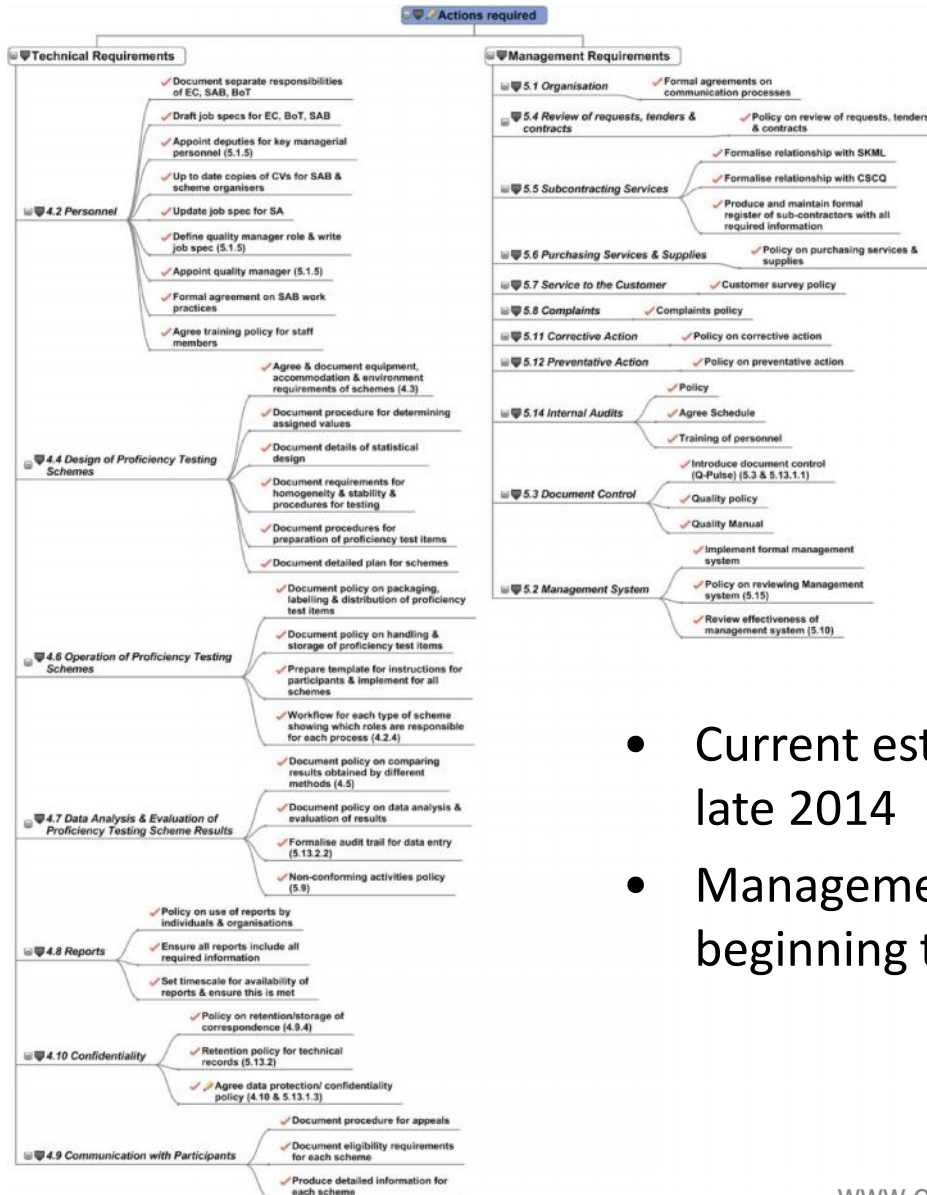 Actions required
Technical Requirements
4.2 Personnel
Document separate responsibilities
of EC, SAB, BoT
Draft job specs for EC, BoT, SAB
Appoint deputies for key managerial
personnel (5.1.5)
Up to date copies of CVs for SAB &
scheme organisers
Update job spec for SA
Define quality manager role & write
job spec (5.1.5)
Appoint quality manager (5.1.5)
Formal agreement on SAB work
practices
Agree training policy for staff
members
4.4 Design of Proficiency Testing
Schemes
Agree & document equipment,
accommodation & environment
requirements of schemes (4.3)
Document procedure for determining
assigned values
Document details of statistical
design
Document requirements for
homogeneity & stability &
procedures for testing
Document procedures for
preparation of proficiency test items
Document detailed plan for schemes
4.6 Operation of Proficiency Testing
Schemes
Document policy on packaging,
labelling & distribution of proficiency
test items
Document policy on handling &
storage of proficiency test items
Prepare template for instructions for
participants & implement for all
schemes
Workflow for each type of scheme
showing which roles are responsible
for each process (4.2.4)
4.7 Data Analysis & Evaluation of
Proficiency Testing Scheme Results
Document policy on comparing
results obtained by different
methods (4.5)
Document policy on data analysis &
evaluation of results
Formalise audit trail for data entry
(5.13.2.2)
Non-conforming activities policy
(5.9)
4.8 Reports
Policy on use of reports by
individuals & organisations
Ensure all reports include all
required information
Set timescale for availability of
reports & ensure this is met
4.10 Confidentiality
Policy on retention/storage of
correspondence (4.9.4)
Retention policy for technical
records (5.13.2)
Agree data protection/ confidentiality
policy (4.10 & 5.13.1.3)
4.9 Communication with Participants
Document procedure for appeals
Document eligibility requirements
for each scheme
Produce detailed information for
each scheme
Management Requirements
5.1 Organisation
Formal agreements on
communication processes
5.4 Review of requests, tenders &
contracts
Policy on review of requests, tenders
& contracts
5.5 Subcontracting Services
Formalise relationship with SKML
Formalise relationship with CSCQ
Produce and maintain formal
register of sub-contractors with all
required information
5.6 Purchasing Services & Supplies
Policy on purchasing services &
supplies
5.7 Service to the Customer
Customer survey policy
5.8 Complaints
Complaints policy
5.11 Corrective Action
Policy on corrective action
5.12 Preventative Action
Policy on preventative action
5.14 Internal Audits
Policy
Agree Schedule
Training of personnel
5.3 Document Control
Introduce document control
(Q-Pulse) (5.3 & 5.13.1.1)
Quality policy
Quality Manual
5.2 Management System
Implement formal management
system
Policy on reviewing Management
system (5.15)
Review effectiveness of
management system (5.10)
• Current est
late 2014
• Manageme
beginning t